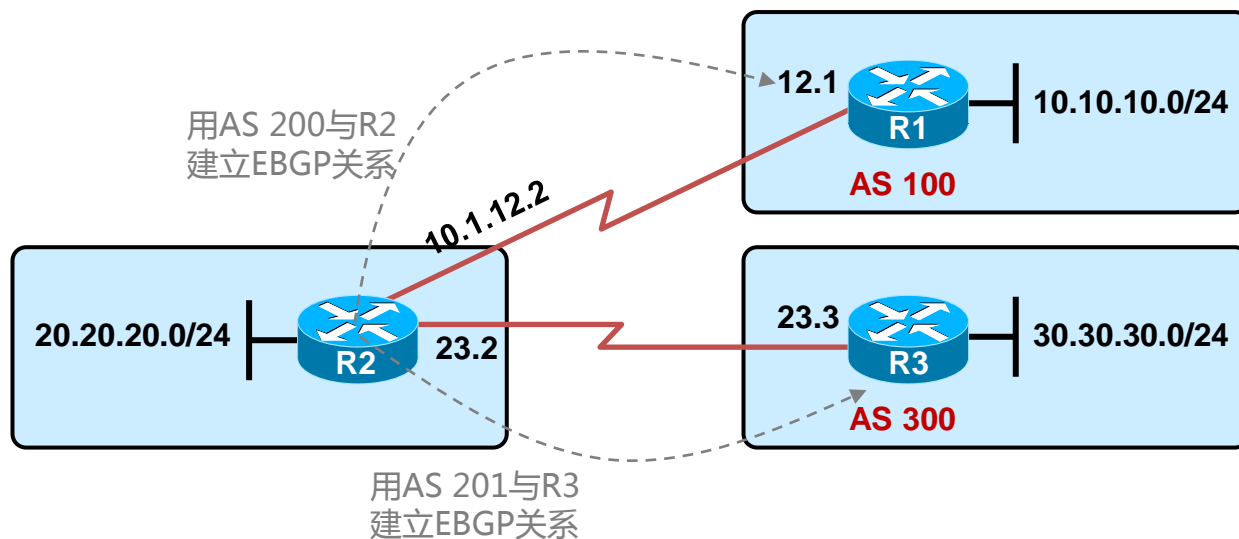 12.1
R1
10.10.10.0/24
AS 100
用AS 200与R2
建立EBGP关系
10.1.12.2
20.20.20.0/24
R2
23.2
23.3
R3
30.30.30.0/24
AS 300
用AS 201与R3
建立EBGP关系